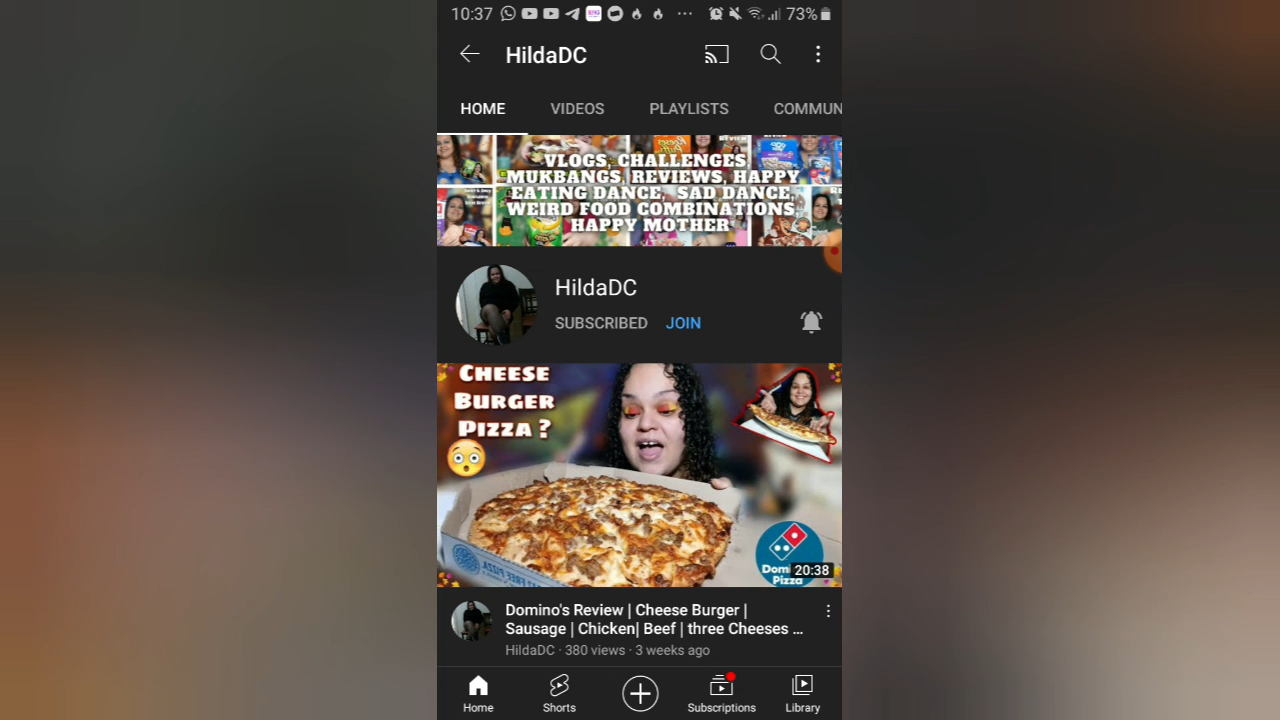 10:37
73%
HildaDC
HOME VIDEOS PLAYLISTS COMMUN
VLOGS, CHALLENGES
MUKBANGS, REVIEWS, HAPPY
EATING DANCE, SAD DANCE,
WEIRD FOOD COMBINATIONS
HAPPY MOTHER
HildaDC
SUBSCRIBED JOIN
CHEESE
BURGER
PIZZA ?
Pizza
20:38
Domino's Review | Cheese Burger |
Sausage | Chicken| Beef | three Cheeses ...
HildaDC · 380 views · 3 weeks ago
Home Shorts Subscriptions Library